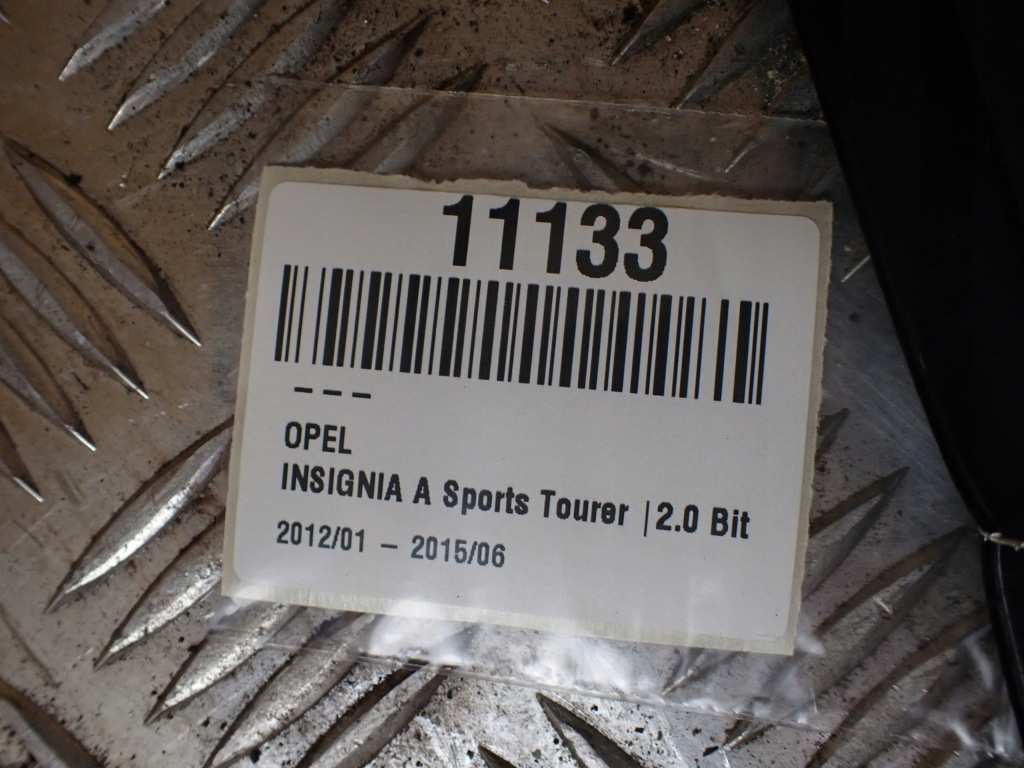 11133
– – –
OPEL
INSIGNIA A Sports Tourer |2.0 Bit
2012/01 – 2015/06